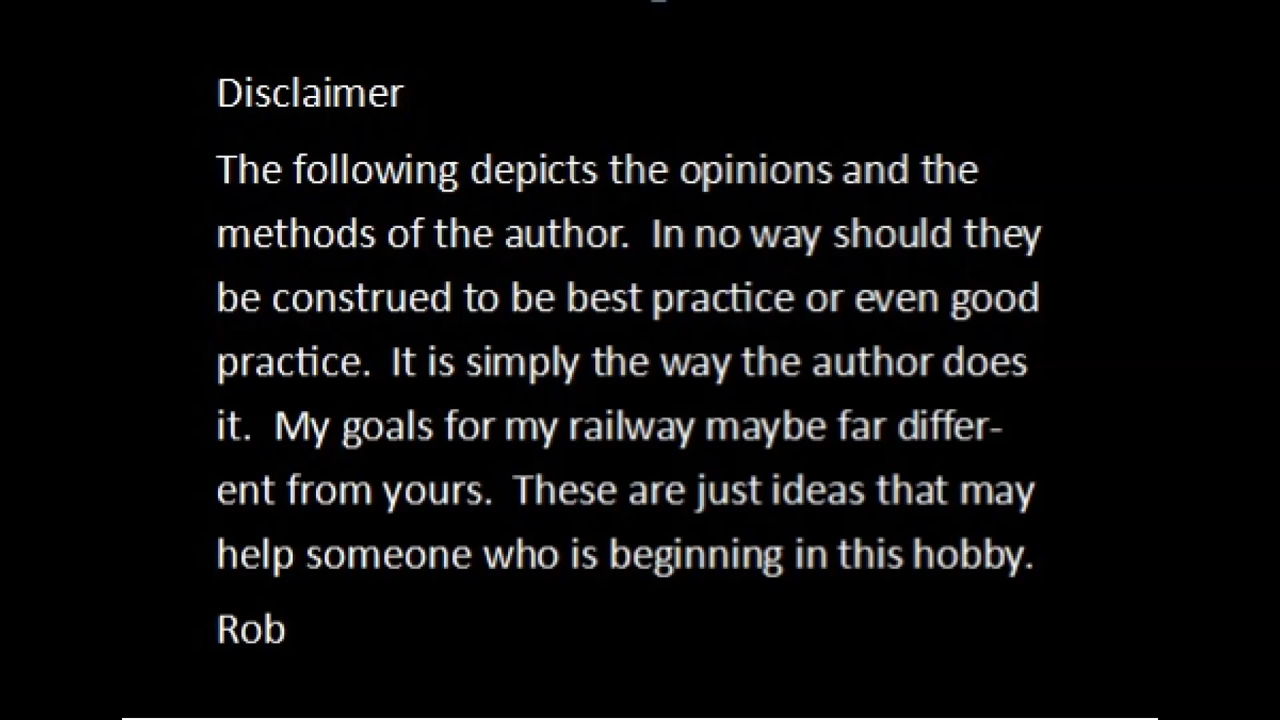 Disclaimer
The following depicts the opinions and the
methods of the author.  In no way should they
be construed to be best practice or even good
practice.  It is simply the way the author does
it.  My goals for my railway maybe far differ-
ent from yours.  These are just ideas that may
help someone who is beginning in this hobby.
Rob